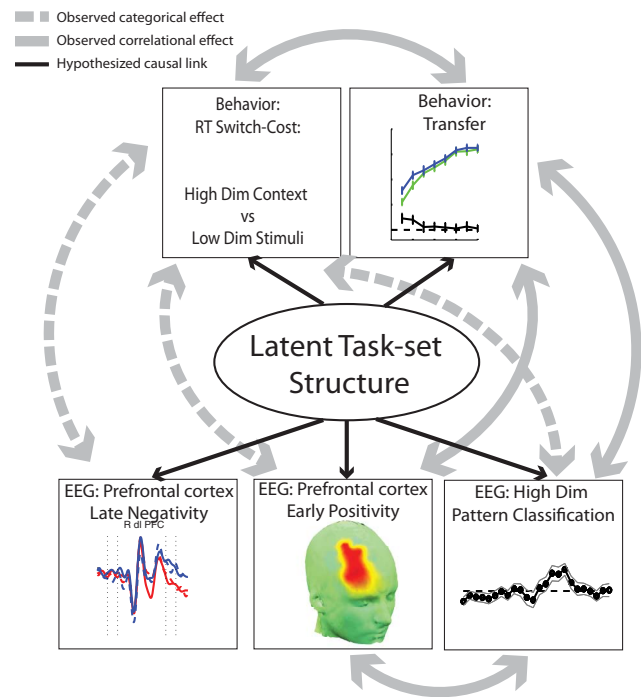 Observed categorical effect
Observed correlational effect
Hypothesized causal link
Behavior:
RT Switch-Cost:
High Dim Context
vs
Low Dim Stimuli
Behavior:
Transfer
Latent Task-set
Structure
EEG: Prefrontal cortex
Late Negativity
R dl PFC
EEG: Prefrontal cortex
Early Positivity
EEG: High Dim
Pattern Classification